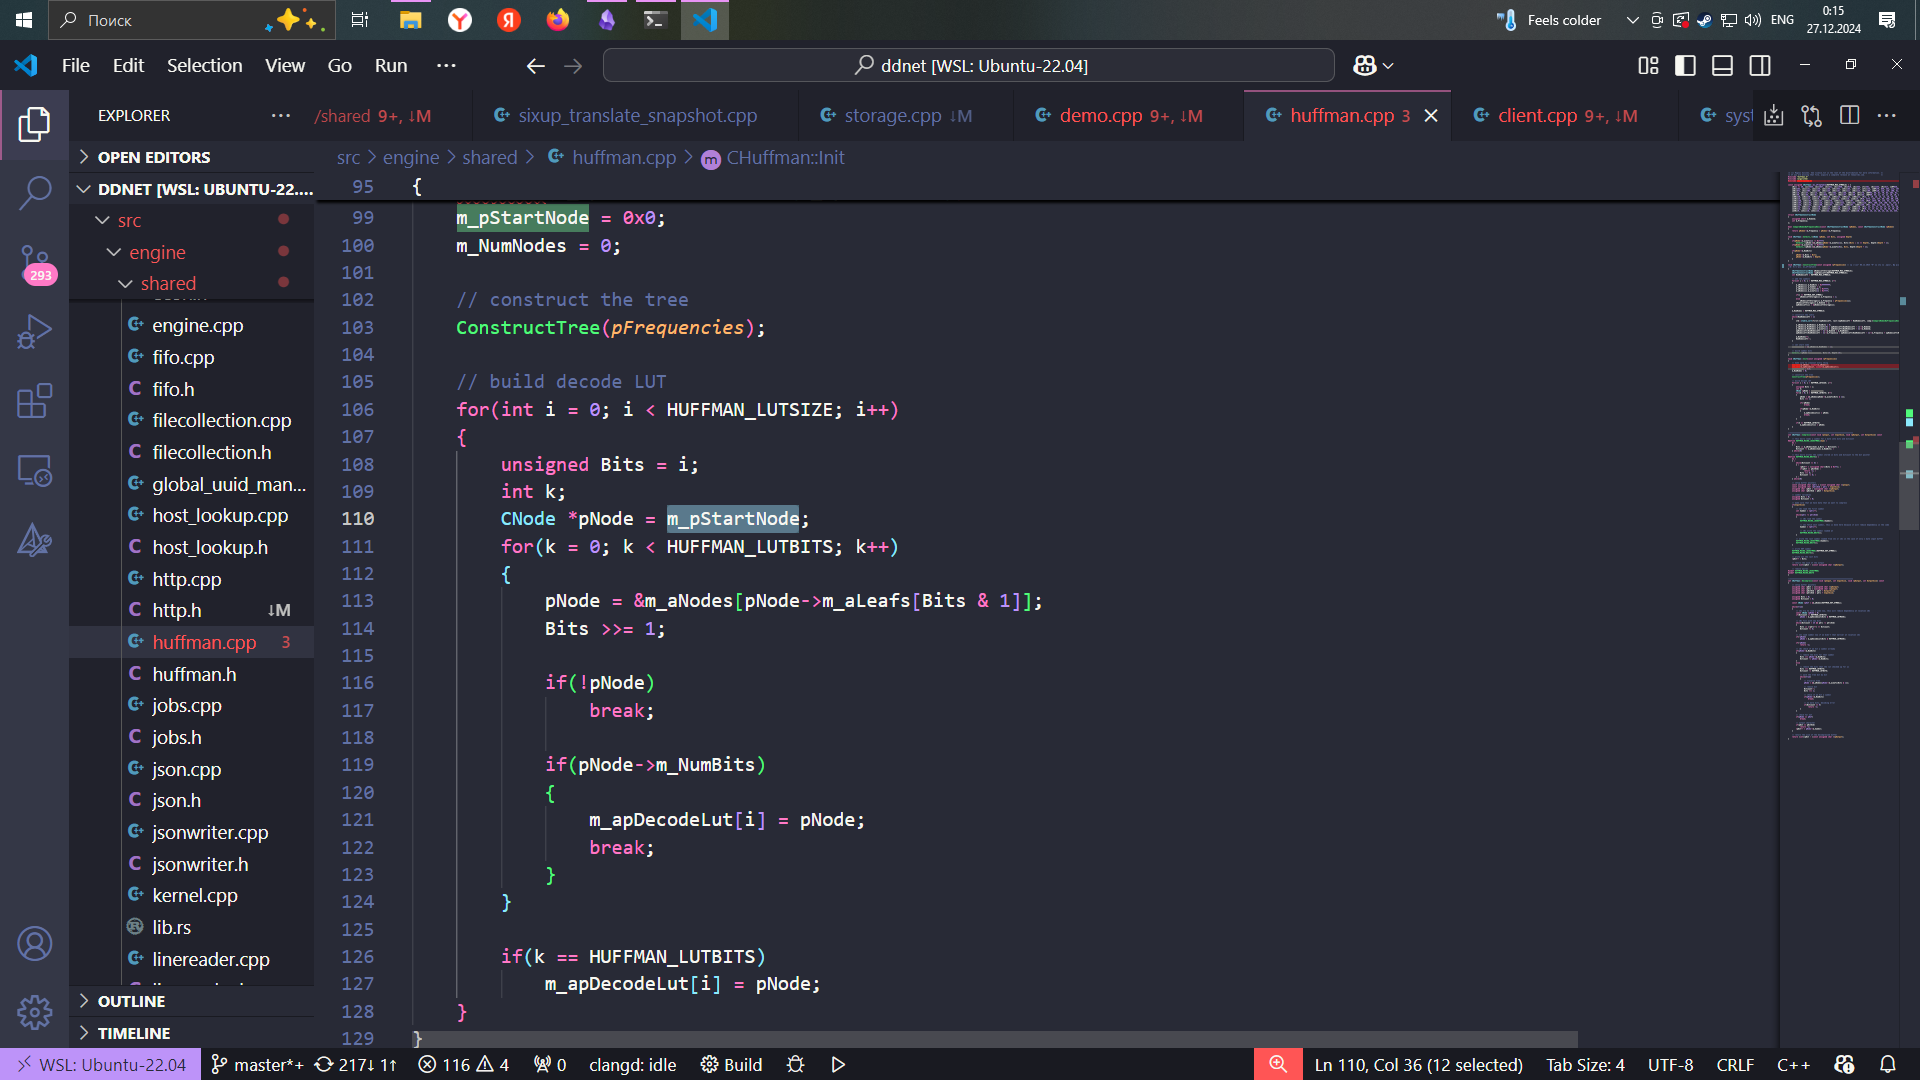 Поиск
Feels colder
ENG
0:15
27.12.2024
File Edit Selection View Go Run ···
ddnet [WSL: Ubuntu-22.04]
EXPLORER ···
/shared 9+, ↓M
sixup_translate_snapshot.cpp
storage.cpp ↓M
demo.cpp 9+, ↓M
huffman.cpp 3
client.cpp 9+, ↓M
syst
OPEN EDITORS
DDNET [WSL: UBUNTU-22....
src
engine
shared
engine.cpp
fifo.cpp
fifo.h
filecollection.cpp
filecollection.h
global_uuid_man...
host_lookup.cpp
host_lookup.h
http.cpp
http.h ↓M
huffman.cpp 3
huffman.h
jobs.cpp
jobs.h
json.cpp
json.h
jsonwriter.cpp
jsonwriter.h
kernel.cpp
lib.rs
linereader.cpp
OUTLINE
TIMELINE
293
src > engine > shared > huffman.cpp > CHuffman::Init
95 {
99 m_pStartNode = 0x0;
100 m_NumNodes = 0;
101
102 // construct the tree
103 ConstructTree(pFrequencies);
104
105 // build decode LUT
106 for(int i = 0; i < HUFFMAN_LUTSIZE; i++)
107 {
108 unsigned Bits = i;
109 int k;
110 CNode *pNode = m_pStartNode;
111 for(k = 0; k < HUFFMAN_LUTBITS; k++)
112 {
113 pNode = &m_aNodes[pNode->m_aLeafs[Bits & 1]];
114 Bits >>= 1;
115
116 if(!pNode)
117 break;
118
119 if(pNode->m_NumBits)
120 {
121 m_apDecodeLut[i] = pNode;
122 break;
123 }
124 }
125
126 if(k == HUFFMAN_LUTBITS)
127 m_apDecodeLut[i] = pNode;
128 }
129 }
WSL: Ubuntu-22.04 master*+ 217↓ 1↑ 116 4 0 clangd: idle Build
Ln 110, Col 36 (12 selected) Tab Size: 4 UTF-8 CRLF C++